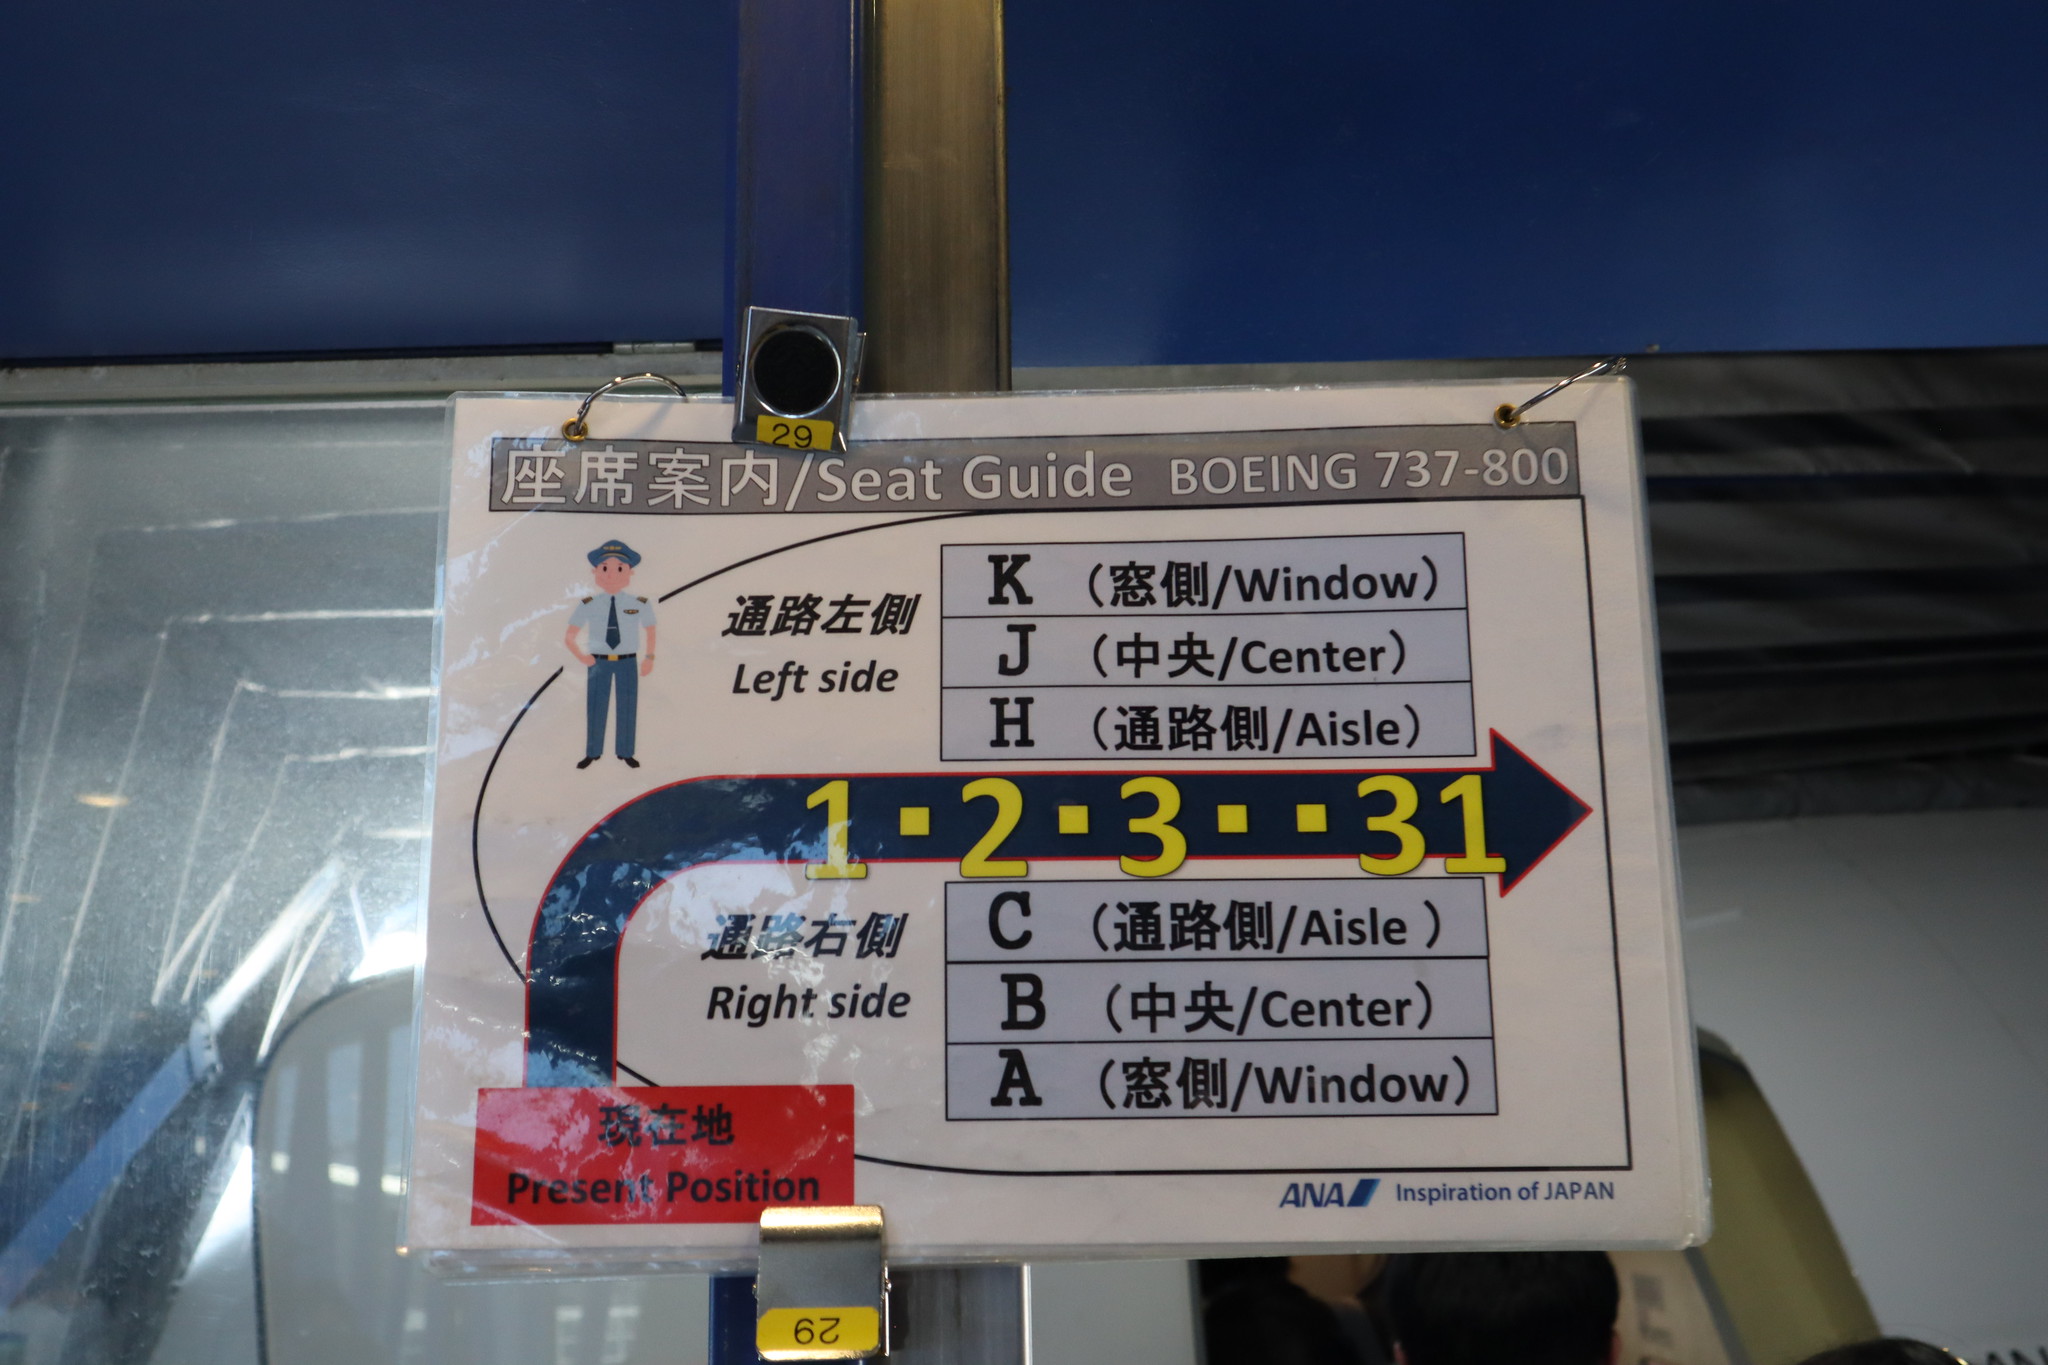 29
座席案内/Seat Guide BOEING 737-800
K (窓側/Window)
通路左側
Left side
J (中央/Center)
H (通路側/Aisle)
1・2・3・・31
通路右側
Right side
C (通路側/Aisle )
B (中央/Center)
A (窓側/Window)
現在地
Present Position
ANA Inspiration of JAPAN
29